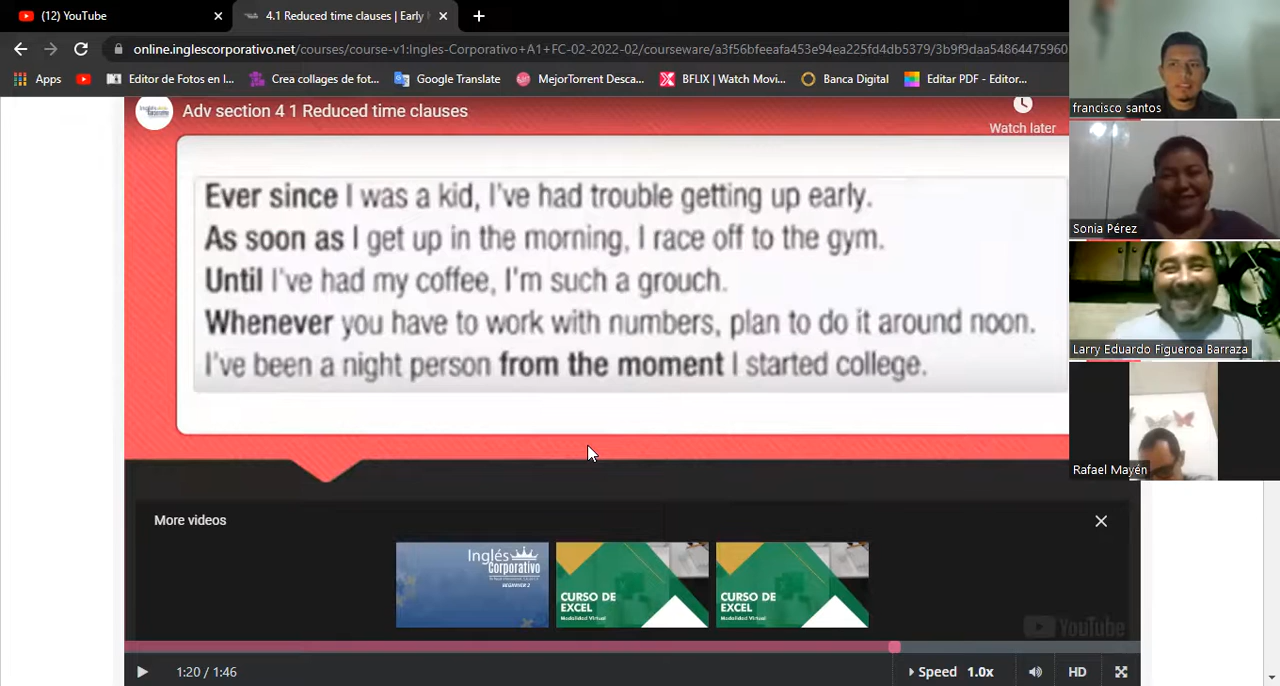 (12) YouTube
4.1 Reduced time clauses | Early
online.inglescorporativo.net/courses/course-v1:Ingles-Corporativo+A1+FC-02-2022-02/courseware/a3f56bfeeafa453e94ea225fd4db5379/3b9f9daa54864475960
Apps
Editor de Fotos en l...
Crea collages de fot...
Google Translate
MejorTorrent Desca...
BFLIX | Watch Movi...
Banca Digital
Editar PDF - Editor...
Adv section 4 1 Reduced time clauses
Watch later
Ever since I was a kid, I've had trouble getting up early.
As soon as I get up in the morning, I race off to the gym.
Until I've had my coffee, I'm such a grouch.
Whenever you have to work with numbers, plan to do it around noon.
I've been a night person from the moment I started college.
More videos
Inglés
Corporativo
BEGINNER 2
CURSO DE
EXCEL
Modalidad Virtual
CURSO DE
EXCEL
Modalidad Virtual
YouTube
1:20 / 1:46
Speed 1.0x
HD
francisco santos
Sonia Pérez
Larry Eduardo Figueroa Barraza
Rafael Mayén